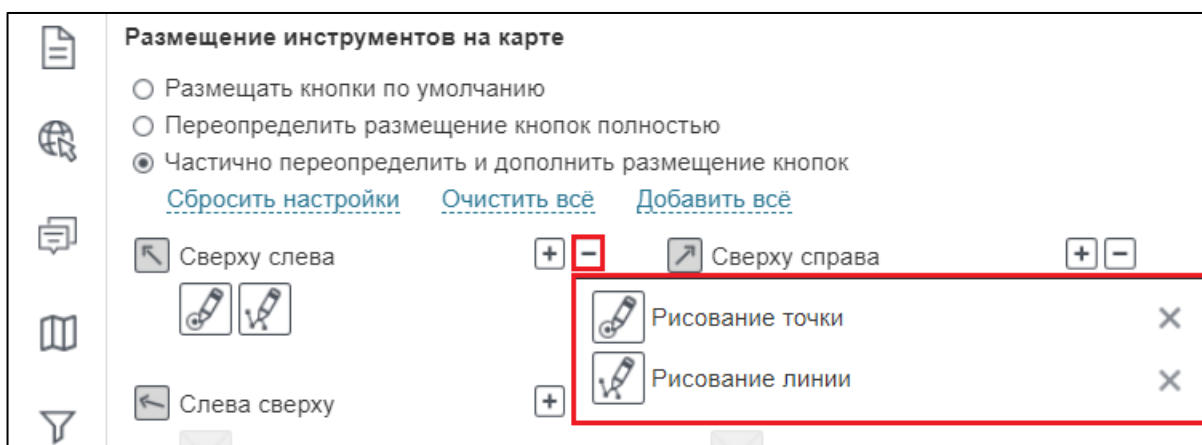 Размещение инструментов на карте
Размещать кнопки по умолчанию
Переопределить размещение кнопок полностью
Частично переопределить и дополнить размещение кнопок
Сбросить настройки Очистить всё Добавить всё
Сверху слева Сверху справа
Рисование точки
Рисование линии
Слева сверху